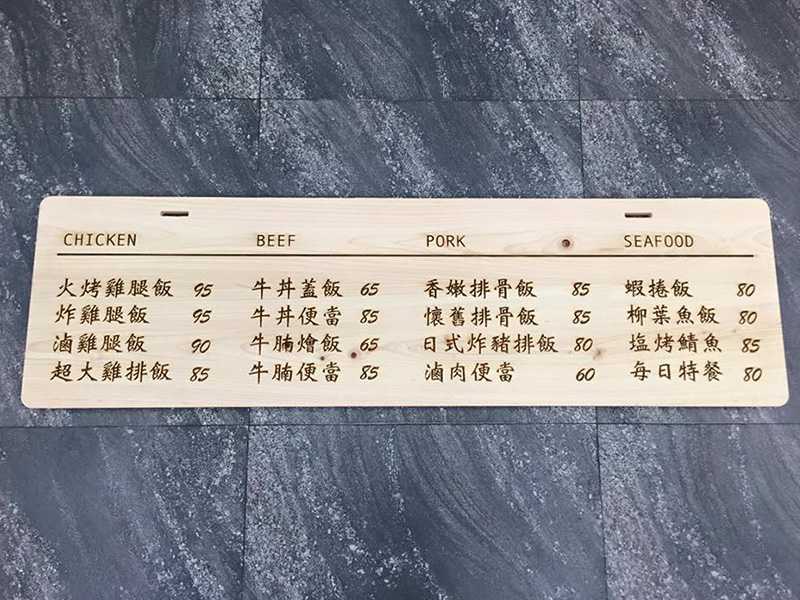 CHICKEN
火烤雞腿飯 95
炸雞腿飯 95
滷雞腿飯 90
超大雞排飯 85
BEEF
牛丼蓋飯 65
牛丼便當 85
牛腩燴飯 65
牛腩便當 85
PORK
香嫩排骨飯 85
懷舊排骨飯 85
日式炸豬排飯 80
滷肉便當 60
SEAFOOD
蝦捲飯 80
柳葉魚飯 80
塩烤鯖魚 85
每日特餐 80